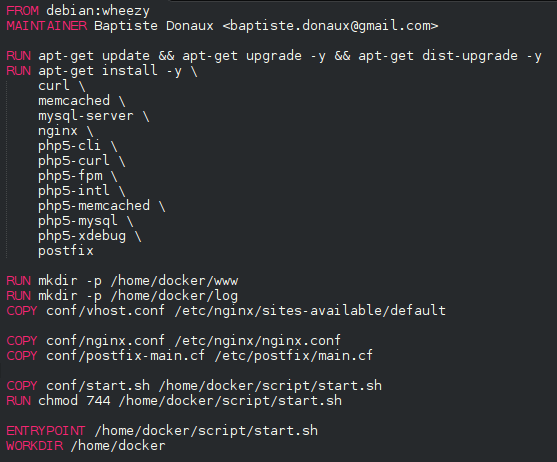 FROM debian:wheezy
MAINTAINER Baptiste Donaux <baptiste.donaux@gmail.com>
RUN apt-get update && apt-get upgrade -y && apt-get dist-upgrade -y
RUN apt-get install -y \
    curl \
    memcached \
    mysql-server \
    nginx \
    php5-cli \
    php5-curl \
    php5-fpm \
    php5-intl \
    php5-memcached \
    php5-mysql \
    php5-xdebug \
    postfix
RUN mkdir -p /home/docker/www
RUN mkdir -p /home/docker/log
COPY conf/vhost.conf /etc/nginx/sites-available/default
COPY conf/nginx.conf /etc/nginx/nginx.conf
COPY conf/postfix-main.cf /etc/postfix/main.cf
COPY conf/start.sh /home/docker/script/start.sh
RUN chmod 744 /home/docker/script/start.sh
ENTRYPOINT /home/docker/script/start.sh
WORKDIR /home/docker